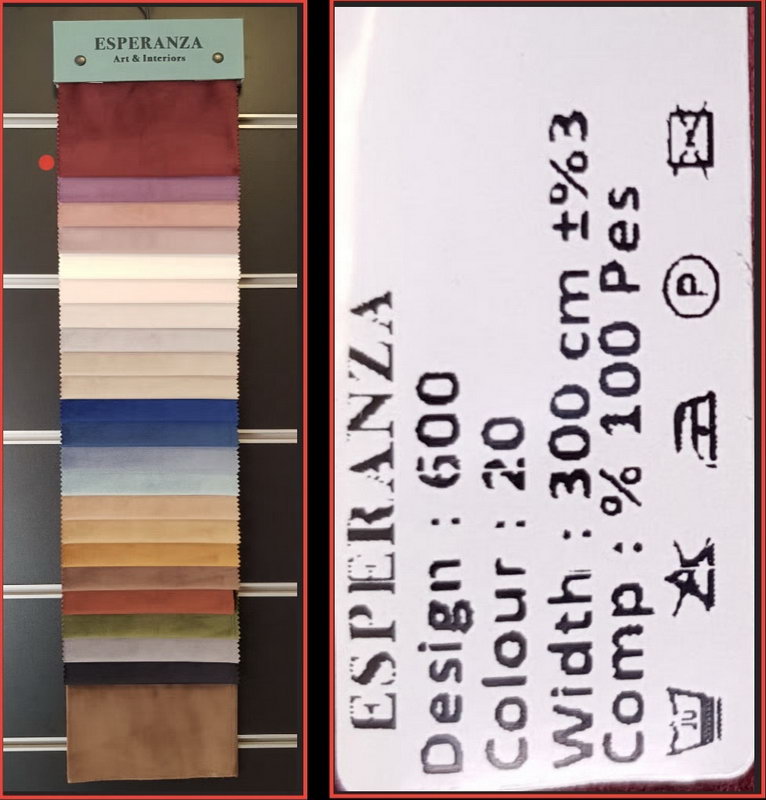 ESPERANZA
Art & Interiors
ESPERANZA
Design : 600
Colour : 20
Width : 300 cm ±%3
Comp : % 100 Pes
P